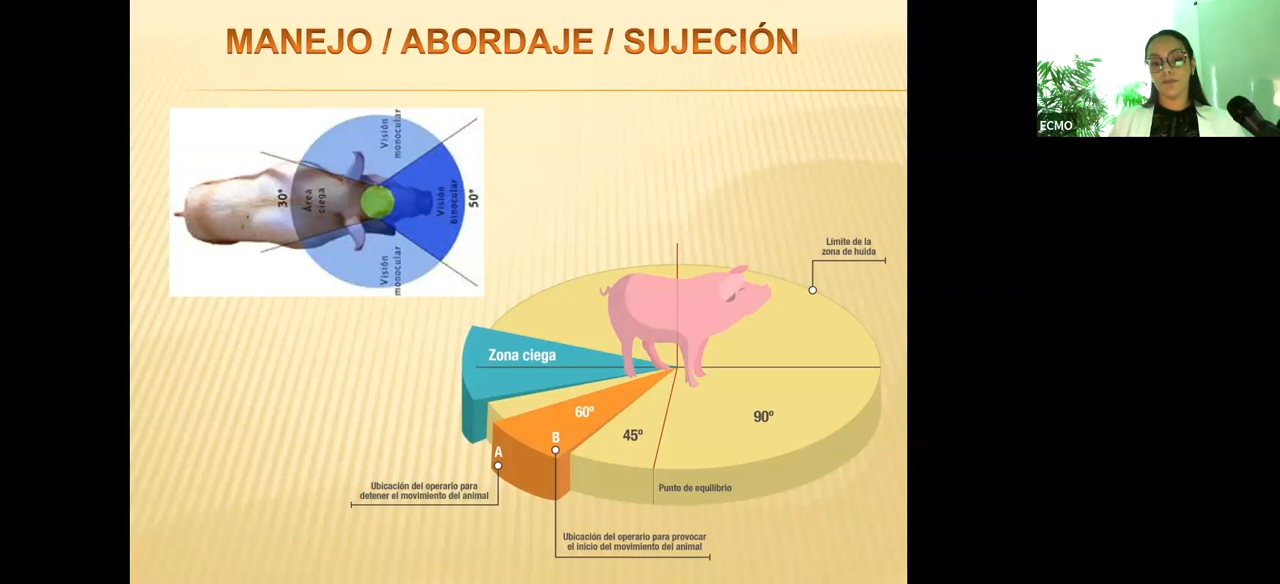 MANEJO / ABORDAJE / SUJECIÓN
ECMO
Visión
monocular
30º
Área
ciega
Visión
binocular
50º
Visión
monocular
Límite de la
zona de huida
Zona ciega
60º
B
A
45º
90º
Punto de equilibrio
Ubicación del operario para
detener el movimiento del animal
Ubicación del operario para provocar
el inicio del movimiento del animal